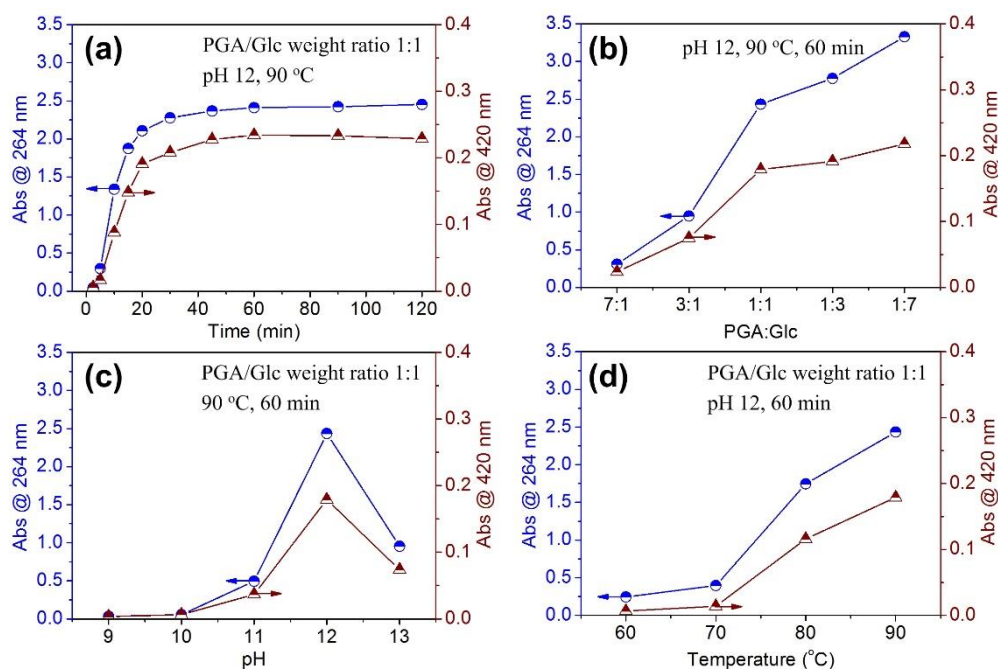 (a)
PGA/Glc weight ratio 1:1
pH 12, 90 °C
Abs @ 264 nm
3.5
3.0
2.5
2.0
1.5
1.0
0.5
0.0
Abs @ 420 nm
0.4
0.3
0.2
0.1
0.0
0 20 40 60 80 100 120
Time (min)
(b)
pH 12, 90 °C, 60 min
Abs @ 264 nm
3.5
3.0
2.5
2.0
1.5
1.0
0.5
0.0
Abs @ 420 nm
0.4
0.3
0.2
0.1
0.0
7:1 3:1 1:1 1:3 1:7
PGA:Glc
(c)
PGA/Glc weight ratio 1:1
90 °C, 60 min
Abs @ 264 nm
3.5
3.0
2.5
2.0
1.5
1.0
0.5
0.0
Abs @ 420 nm
0.4
0.3
0.2
0.1
0.0
9 10 11 12 13
pH
(d)
PGA/Glc weight ratio 1:1
pH 12, 60 min
Abs @ 264 nm
3.5
3.0
2.5
2.0
1.5
1.0
0.5
0.0
Abs @ 420 nm
0.4
0.3
0.2
0.1
0.0
60 70 80 90
Temperature (°C)